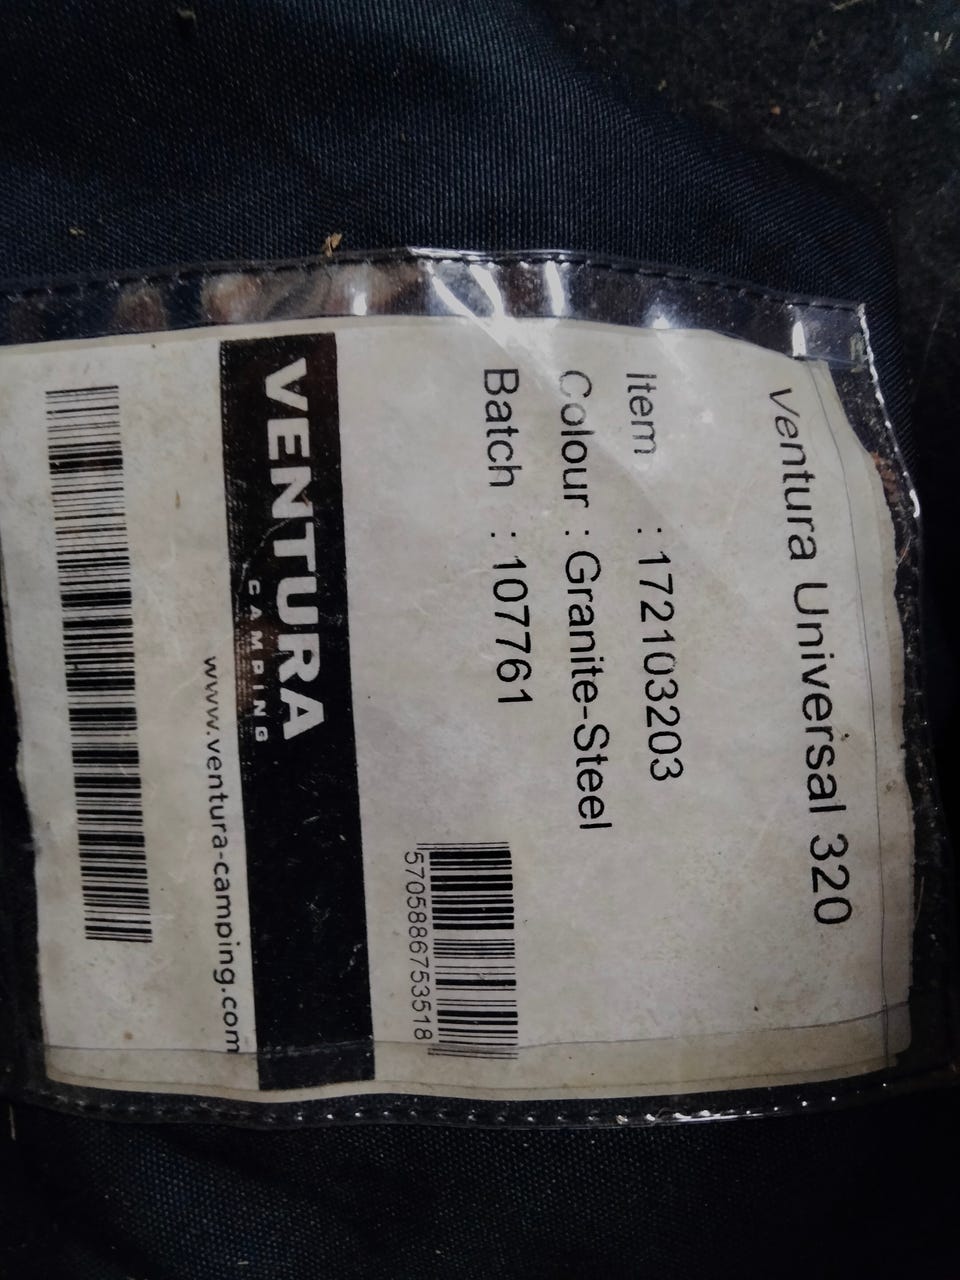 Ventura Universal 320
Item : 172103203
Colour : Granite-Steel
Batch : 107761
5705886753518
VENTURA
CAMPING
www.ventura-camping.com